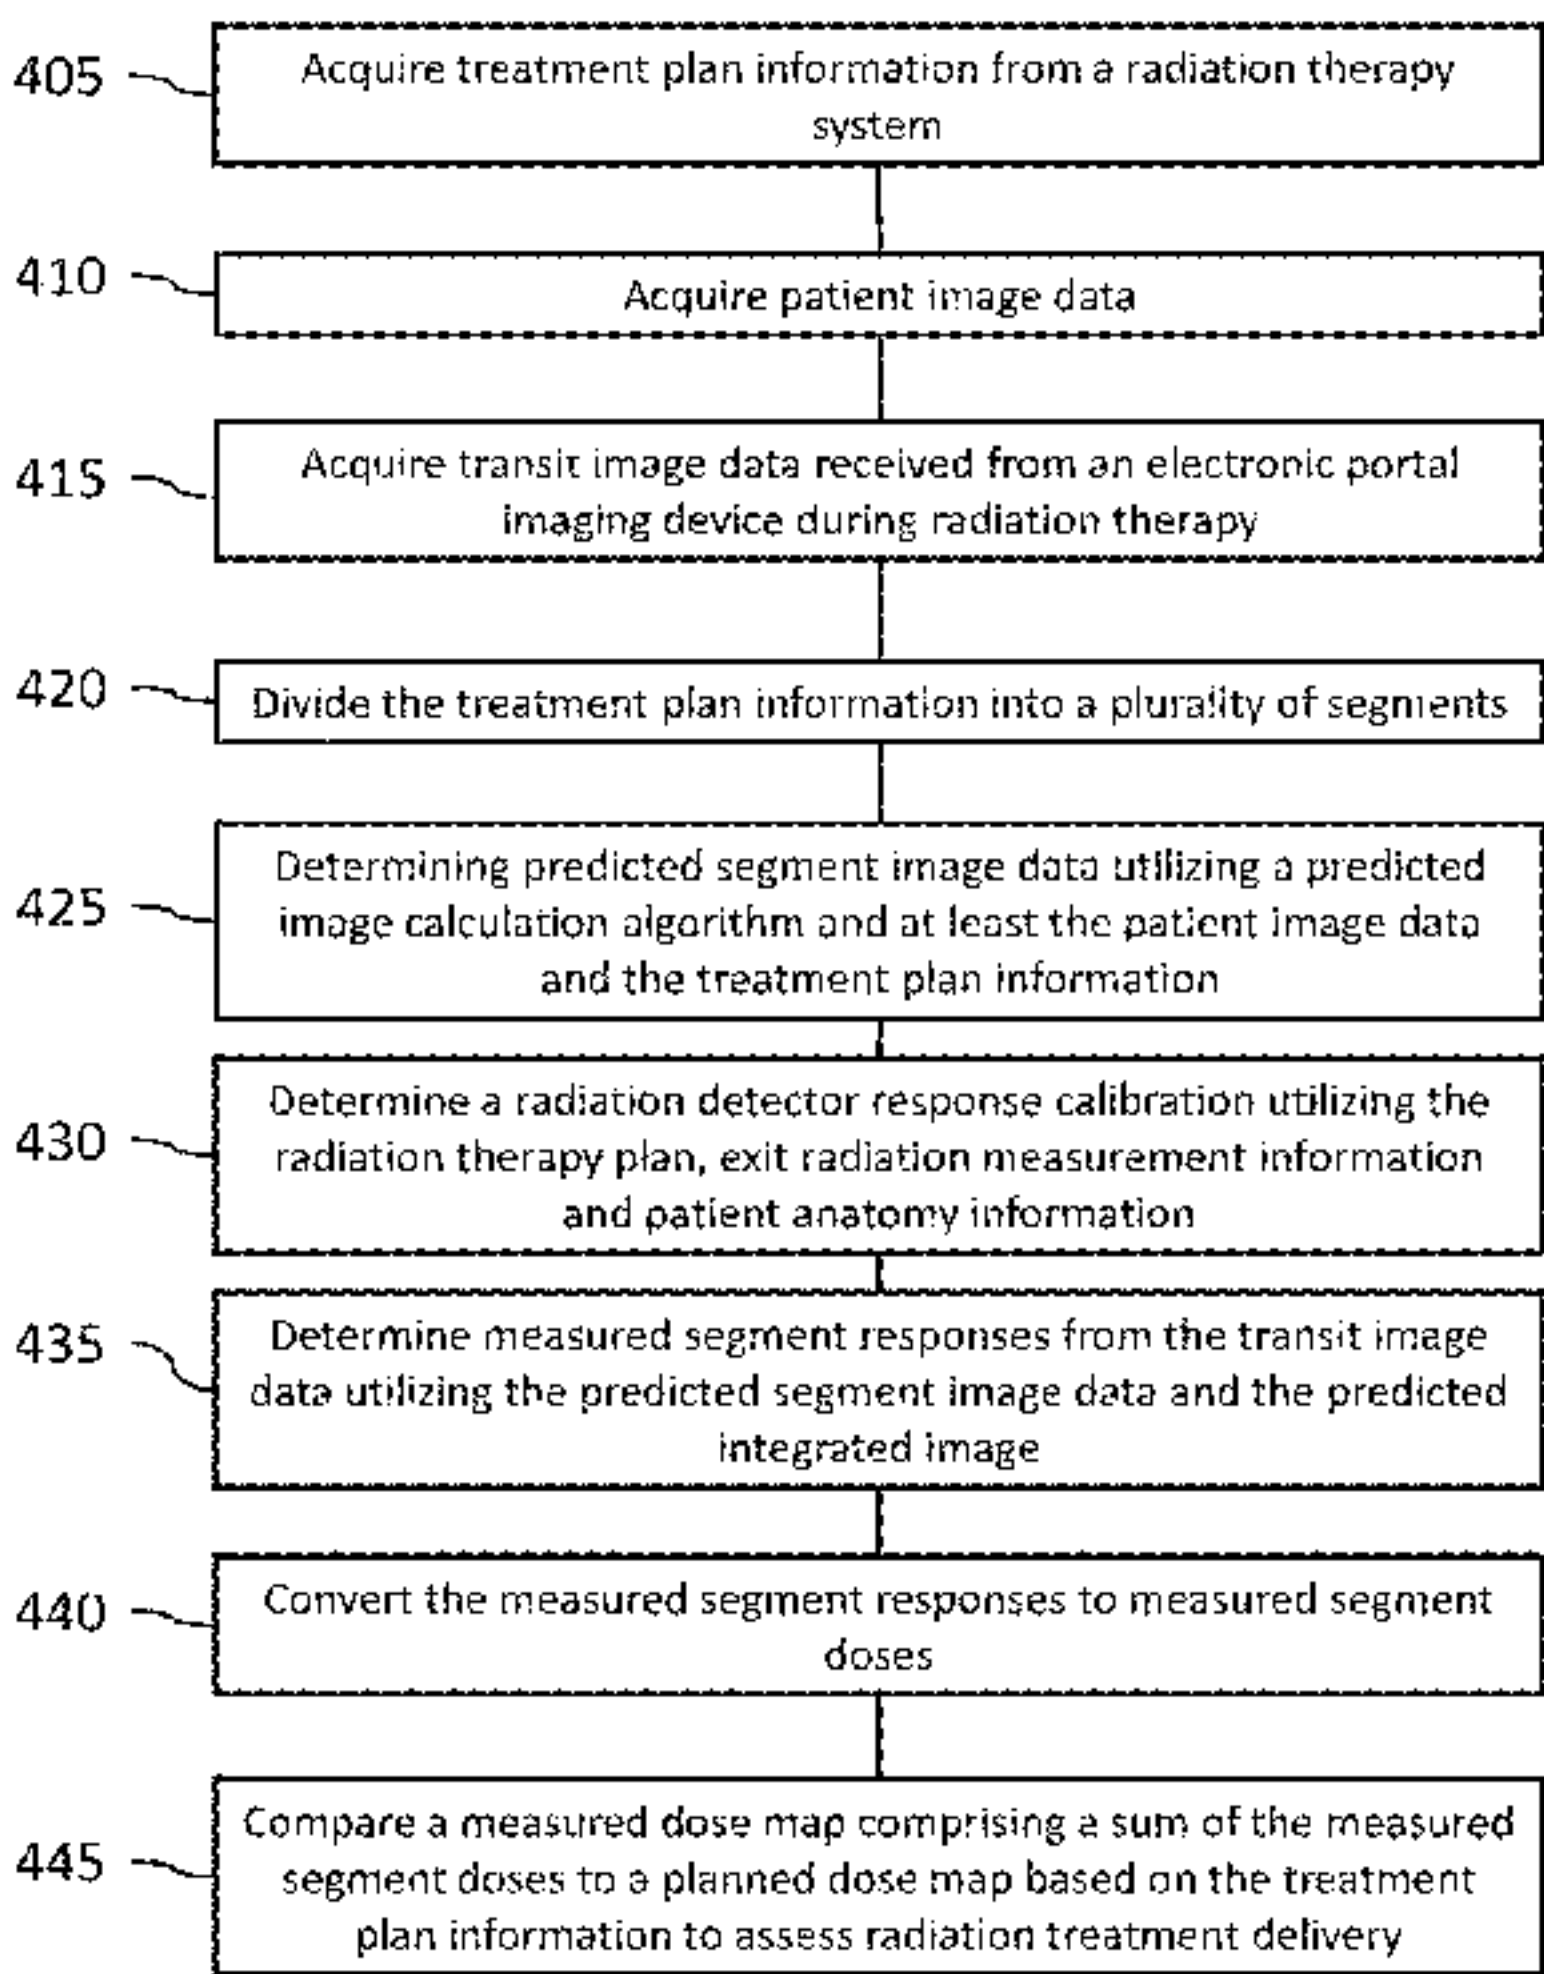 405
Acquire treatment plan information from a radiation therapy
system
410
Acquire patient image data
415
Acquire transit image data received from an electronic portal
imaging device during radiation therapy
420
Divide the treatment plan information into a plurality of segments
425
Determining predicted segment image data utilizing a predicted
image calculation algorithm and at least the patient image data
and the treatment plan information
430
Determine a radiation detector response calibration utilizing the
radiation therapy plan, exit radiation measurement information
and patient anatomy information
435
Determine measured segment responses from the transit image
data utilizing the predicted segment image data and the predicted
integrated image
440
Convert the measured segment responses to measured segment
doses
445
Compare a measured dose map comprising a sum of the measured
segment doses to a planned dose map based on the treatment
plan information to assess radiation treatment delivery